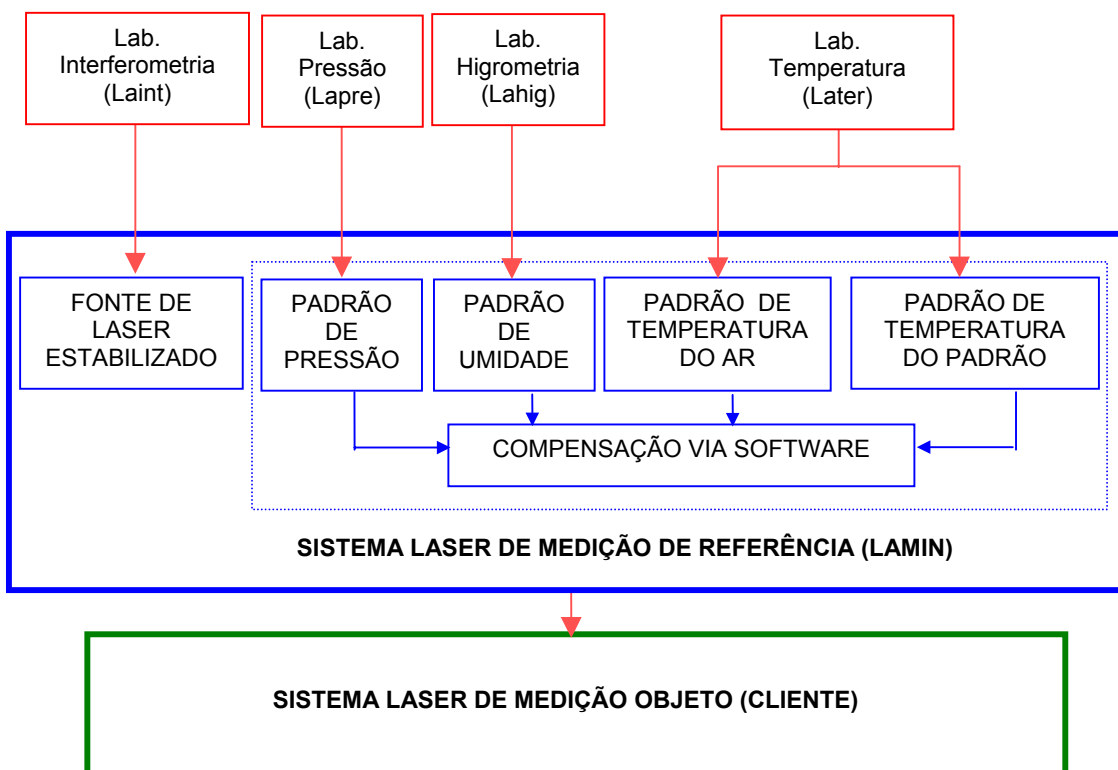 Lab.
Interferometria
(Laint)
Lab.
Pressão
(Lapre)
Lab.
Higrometria
(Lahig)
Lab.
Temperatura
(Later)
FONTE DE
LASER
ESTABILIZADO
PADRÃO
DE
PRESSÃO
PADRÃO
DE
UMIDADE
PADRÃO DE
TEMPERATURA
DO AR
PADRÃO DE
TEMPERATURA
DO PADRÃO
COMPENSAÇÃO VIA SOFTWARE
SISTEMA LASER DE MEDIÇÃO DE REFERÊNCIA (LAMIN)
SISTEMA LASER DE MEDIÇÃO OBJETO (CLIENTE)